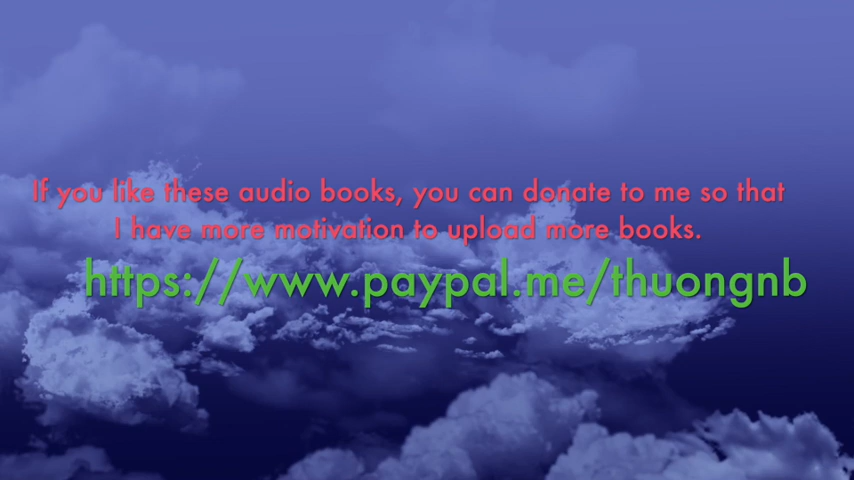 If you like these audio books, you can donate to me so that
I have more motivation to upload more books.
https://www.paypal.me/thuongnb